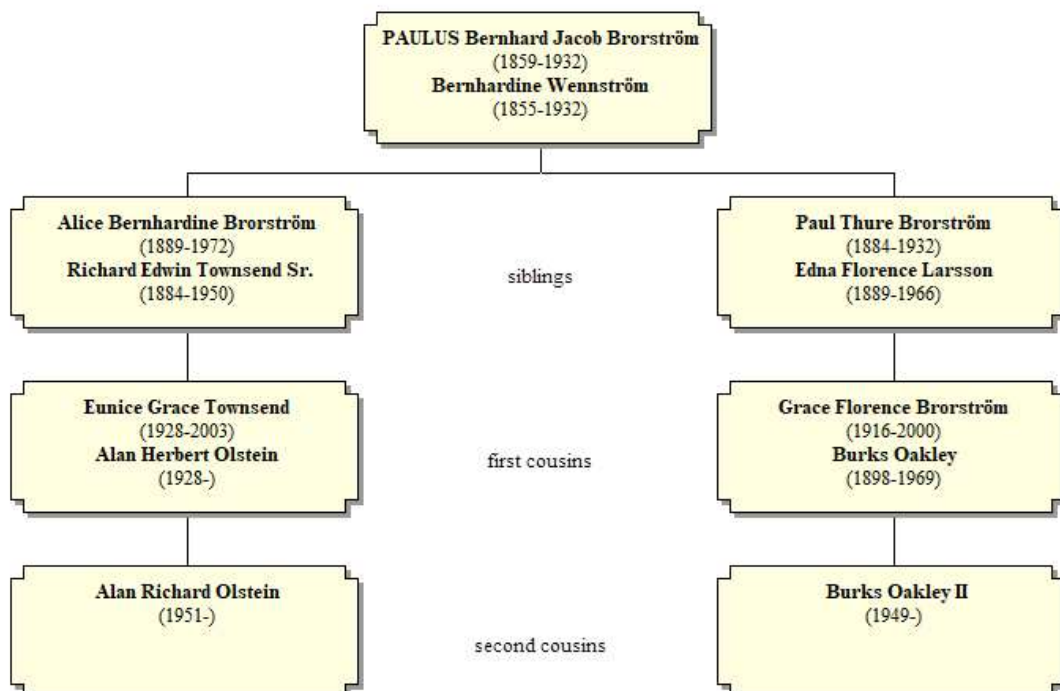 PAULUS Bernhard Jacob Brorström
(1859-1932)
Bernhardine Wennström
(1855-1932)
Alice Bernhardine Brorström
(1889-1972)
Richard Edwin Townsend Sr.
(1884-1950)
siblings
Paul Thure Brorström
(1884-1932)
Edna Florence Larsson
(1889-1966)
Eunice Grace Townsend
(1928-2003)
Alan Herbert Olstein
(1928-)
first cousins
Grace Florence Brorström
(1916-2000)
Burks Oakley
(1898-1969)
Alan Richard Olstein
(1951-)
second cousins
Burks Oakley II
(1949-)